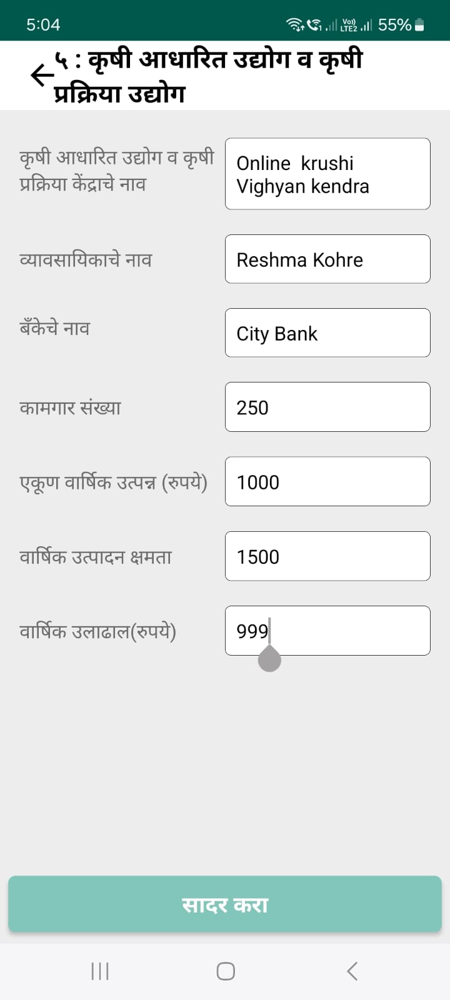 5:04
1 Vo) LTE2 55%
५ : कृषी आधारित उद्योग व कृषी
प्रक्रिया उद्योग
कृषी आधारित उद्योग व कृषी
प्रक्रिया केंद्राचे नाव
Online krushi
Vighyan kendra
व्यावसायिकाचे नाव
Reshma Kohre
बँकेचे नाव
City Bank
कामगार संख्या
250
एकूण वार्षिक उत्पन्न (रुपये)
1000
वार्षिक उत्पादन क्षमता
1500
वार्षिक उलाढाल(रुपये)
999
सादर करा